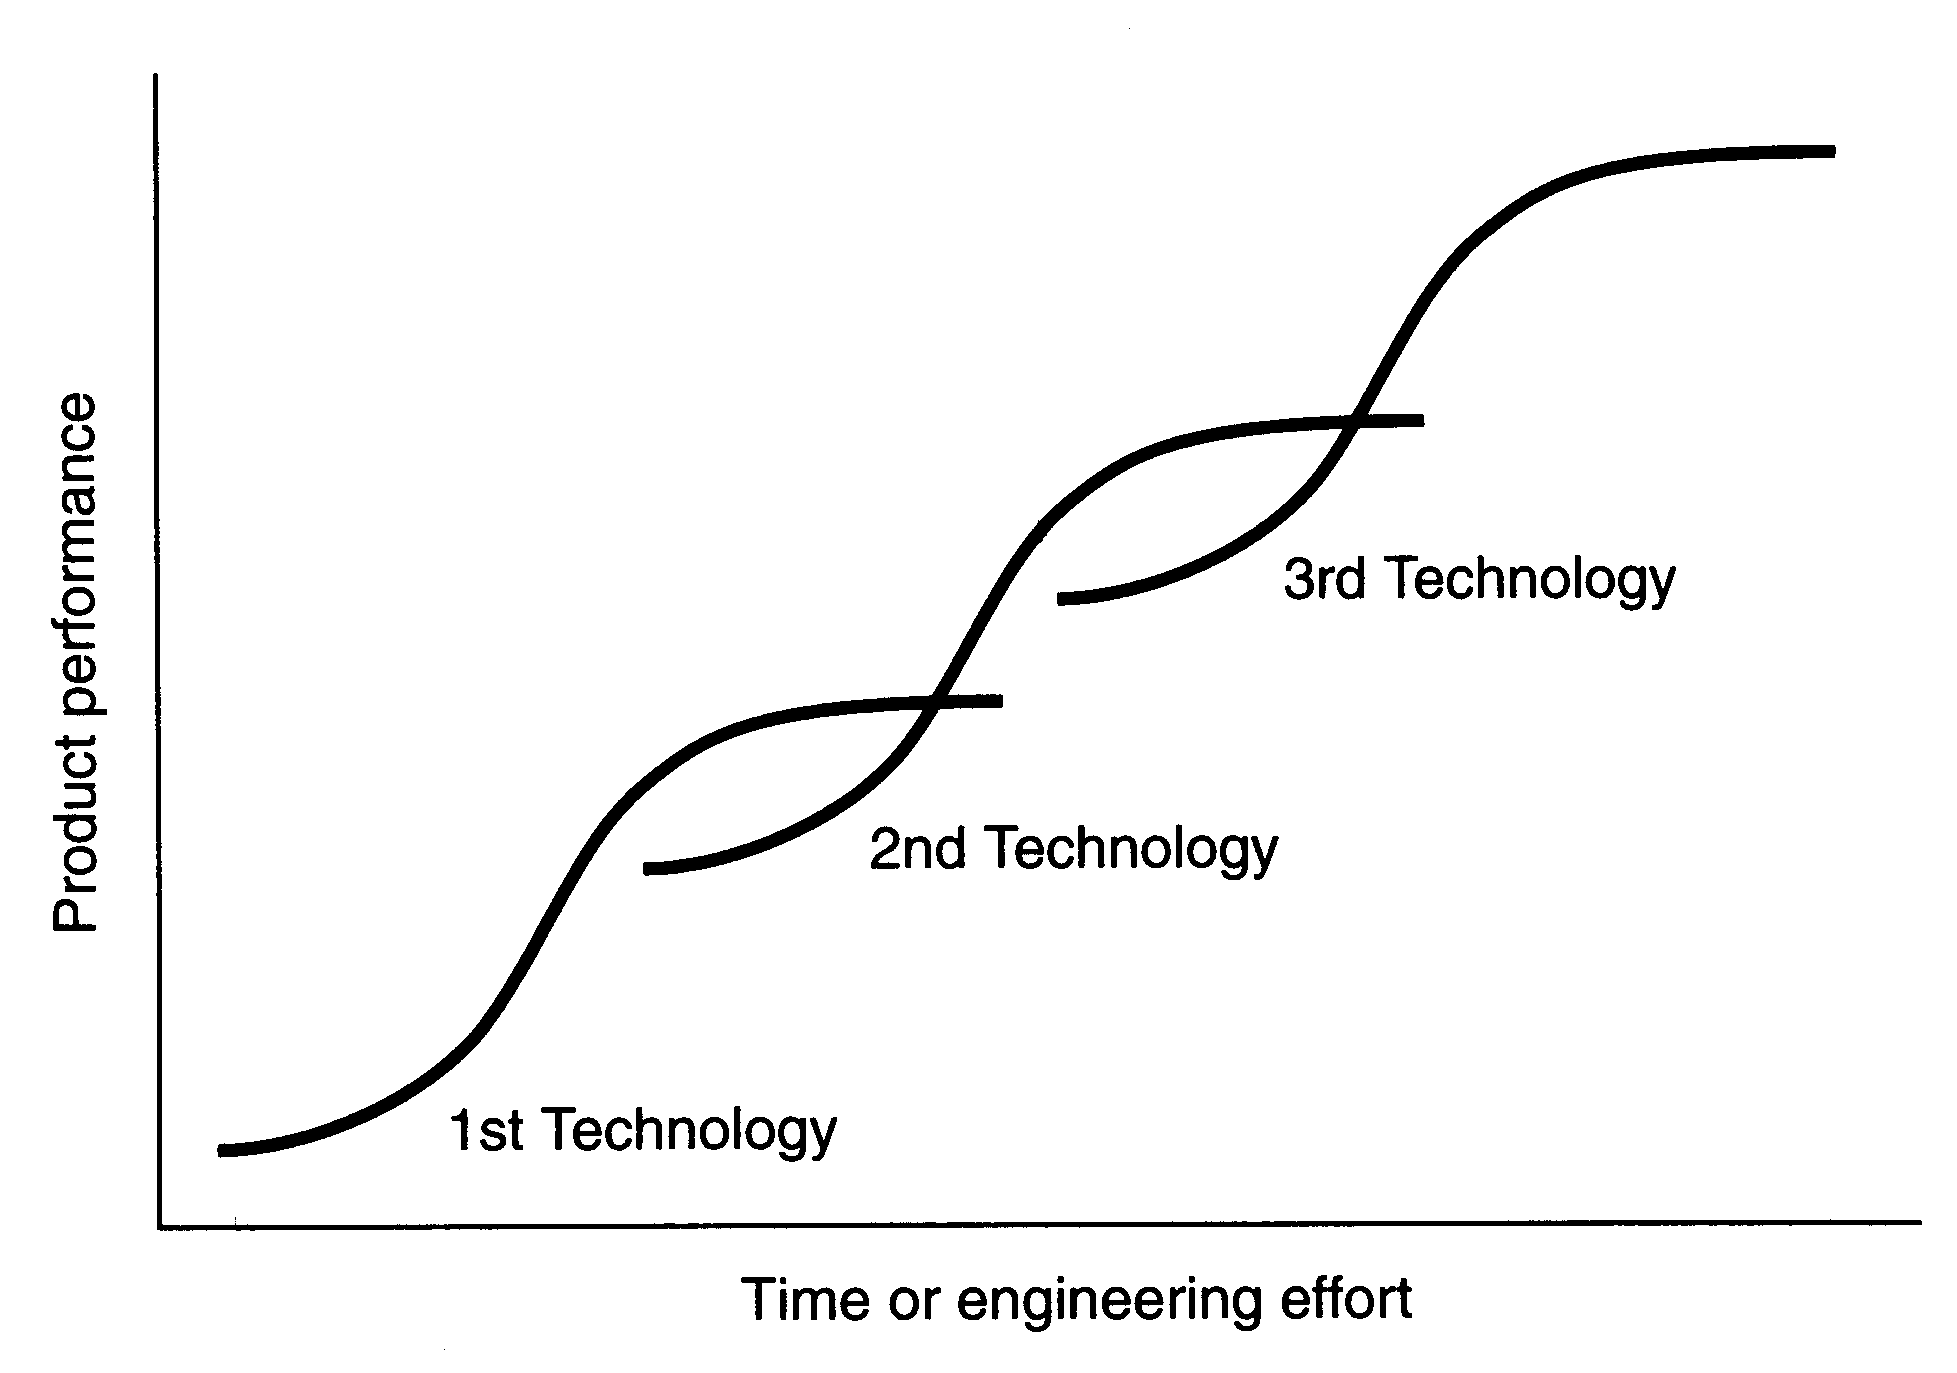 Product performance
3rd Technology
2nd Technology
1st Technology
Time or engineering effort